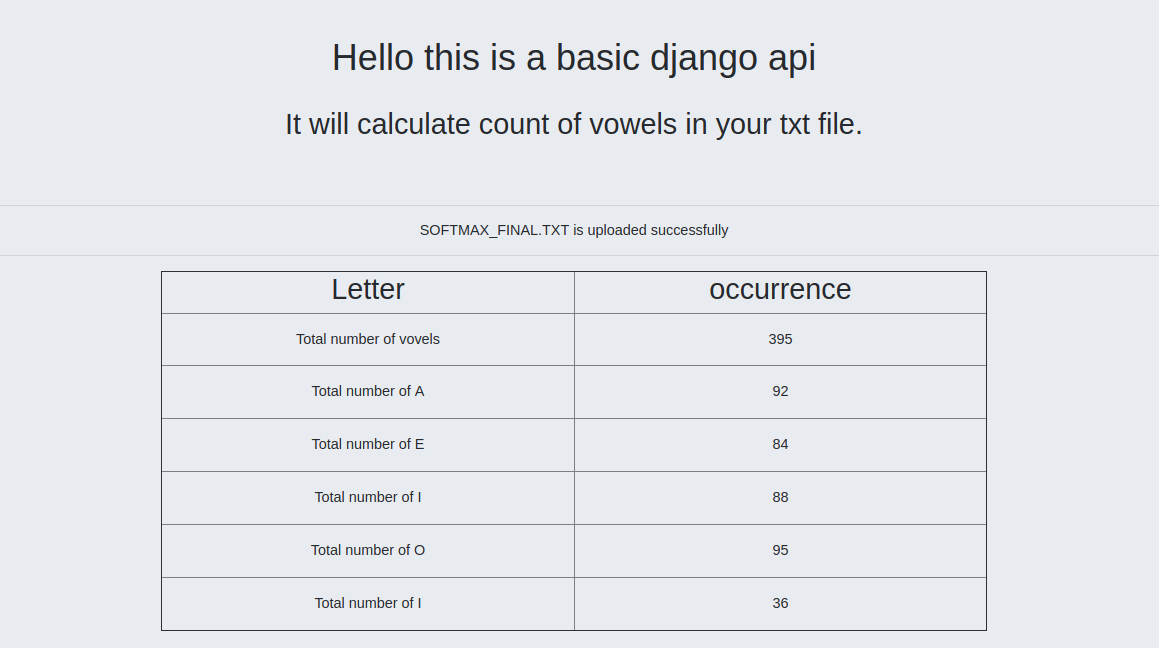 Hello this is a basic django api
It will calculate count of vowels in your txt file.
SOFTMAX_FINAL.TXT is uploaded successfully
Letter occurrence
Total number of vovels 395
Total number of A 92
Total number of E 84
Total number of I 88
Total number of O 95
Total number of I 36